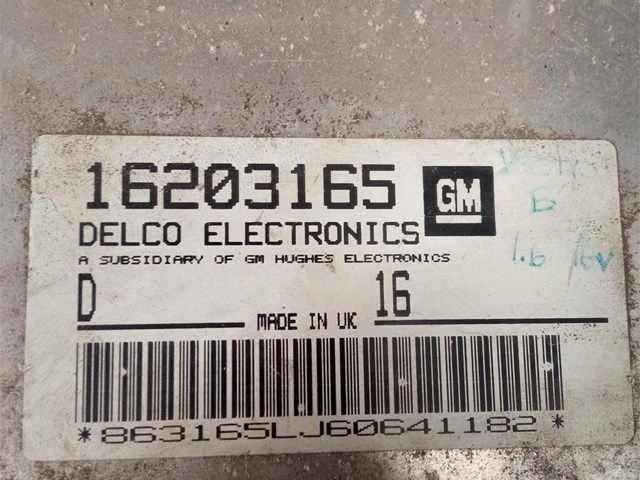 16203165 GM
DELCO ELECTRONICS
A SUBSIDIARY OF GM HUGHES ELECTRONICS
D 16
MADE IN UK
*863165LJ60641182*
B
1.6 16V